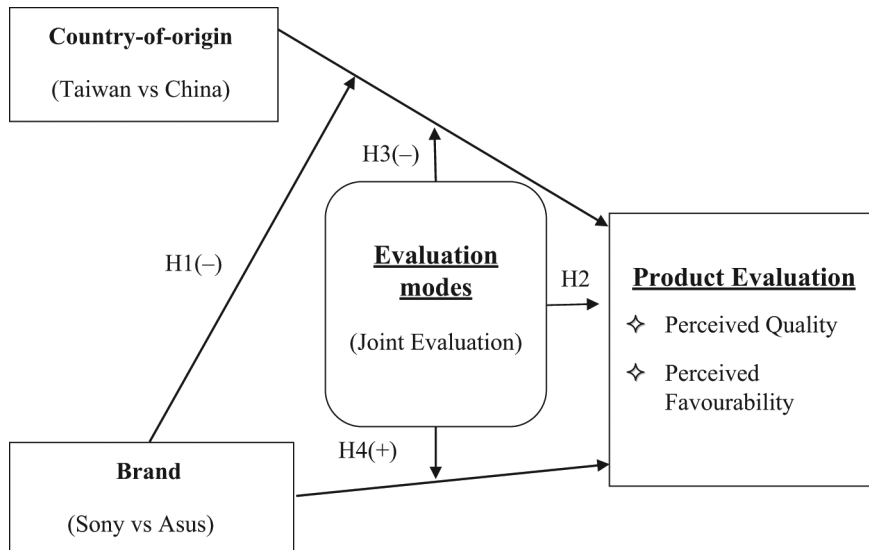 Country-of-origin
(Taiwan vs China)
H3(–)
H1(–)
Evaluation
modes
(Joint Evaluation)
H2
Product Evaluation
✧ Perceived Quality
✧ Perceived
Favourability
H4(+)
Brand
(Sony vs Asus)